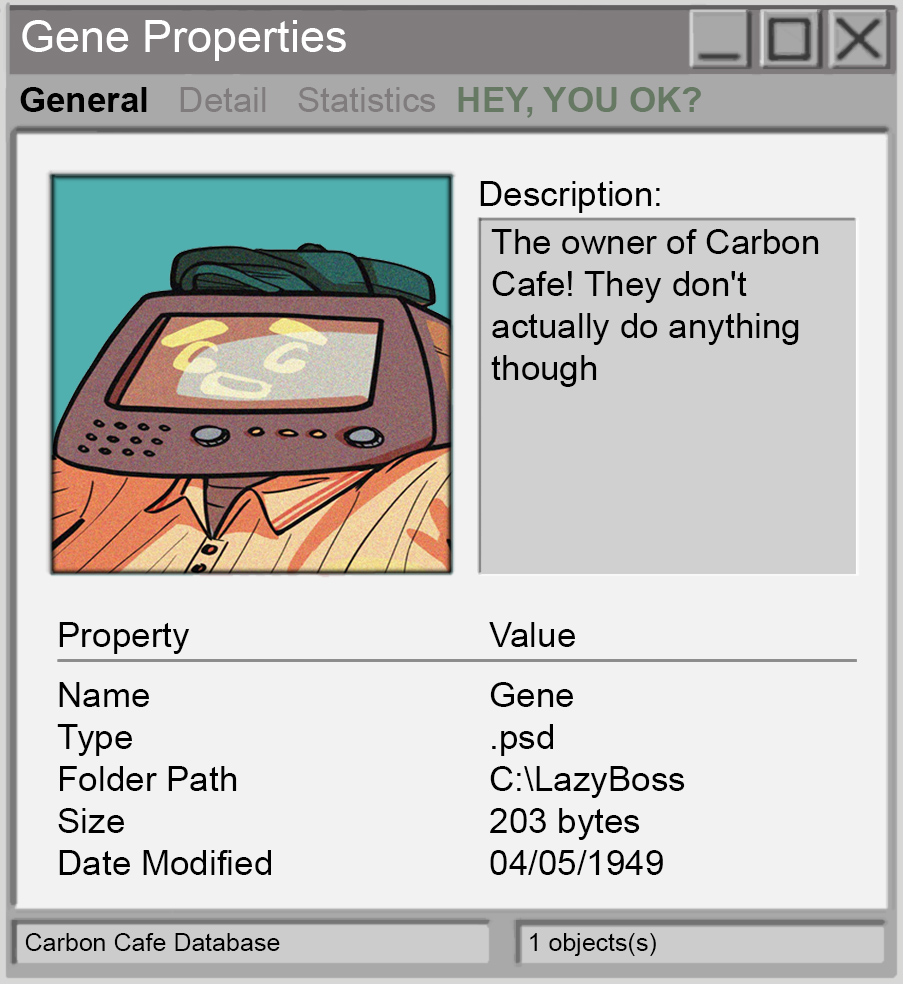 Gene Properties
General Detail Statistics HEY, YOU OK?
Description:
The owner of Carbon
Cafe! They don't
actually do anything
though
Property Value
Name Gene
Type .psd
Folder Path C:\LazyBoss
Size 203 bytes
Date Modified 04/05/1949
Carbon Cafe Database 1 objects(s)